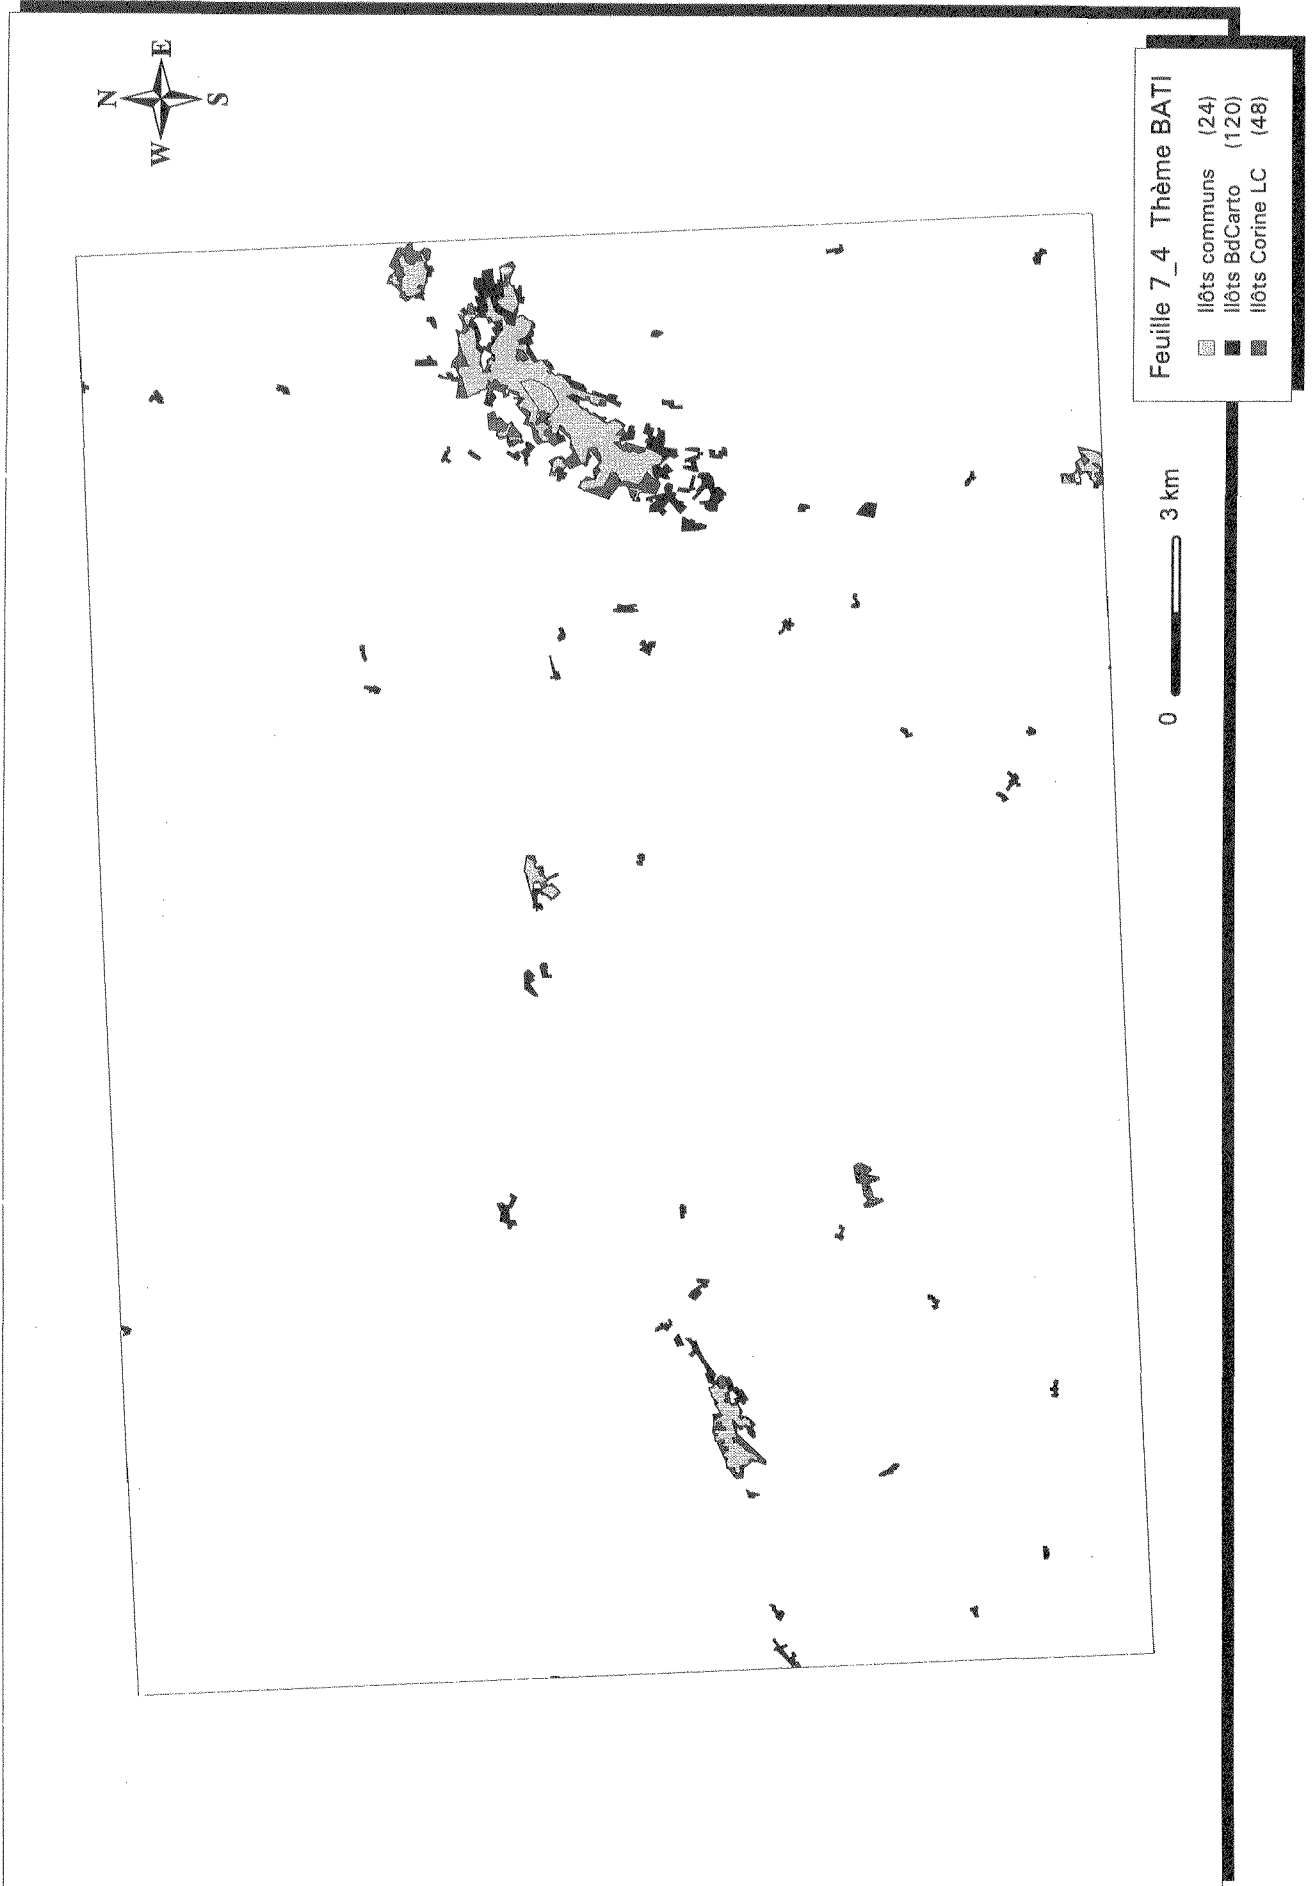 N
W E
S
Feuille 7_4 Thème BATI
Ilôts communs (24)
Ilôts BdCarto (120)
Ilôts Corine LC (48)
0 3 km